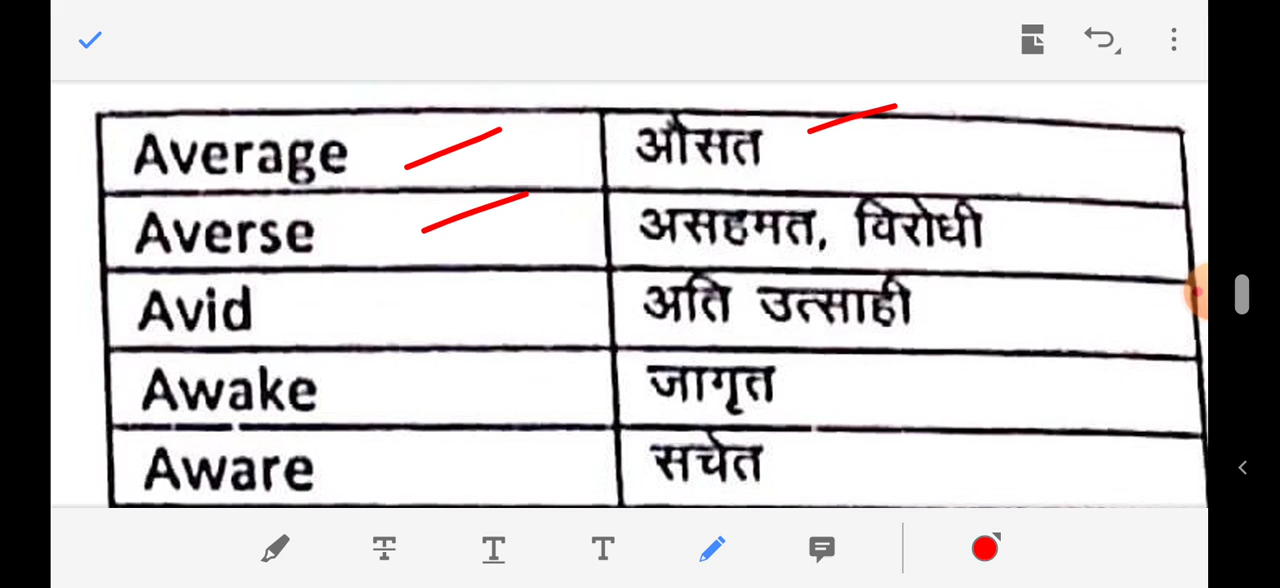 Average औसत
Averse असहमत, विरोधी
Avid अति उत्साही
Awake जागृत
Aware सचेत